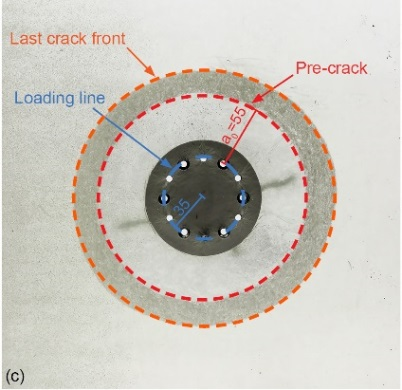 Last crack front
Pre-crack
Loading line
a₀=55
35
(c)